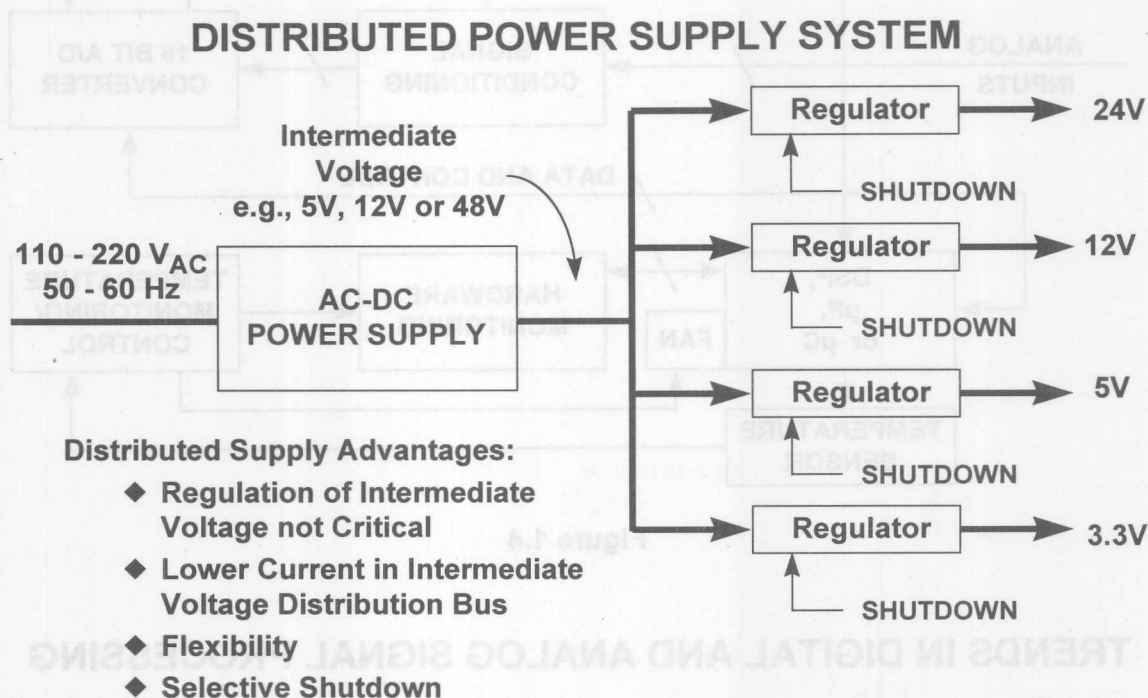 DISTRIBUTED POWER SUPPLY SYSTEM
Intermediate
Voltage
e.g., 5V, 12V or 48V
110 - 220 VAC
50 - 60 HZ
AC-DC
POWER SUPPLY
Regulator
24V
SHUTDOWN
Regulator
12V
SHUTDOWN
Regulator
5V
SHUTDOWN
Regulator
3.3V
SHUTDOWN
Distributed Supply Advantages:
◆ Regulation of Intermediate
Voltage not Critical
◆ Lower Current in Intermediate
Voltage Distribution Bus
◆ Flexibility
◆ Selective Shutdown